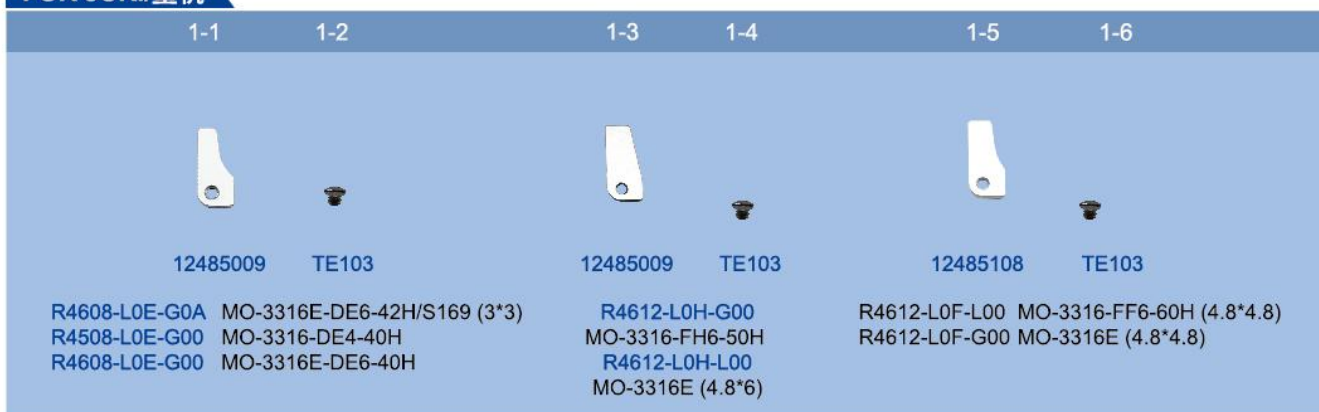 1-1 1-2 1-3 1-4 1-5 1-6
12485009 TE103 12485009 TE103 12485108 TE103
R4608-L0E-G0A MO-3316E-DE6-42H/S169 (3*3)
R4508-L0E-G00 MO-3316-DE4-40H
R4608-L0E-G00 MO-3316E-DE6-40H
R4612-L0H-G00
MO-3316-FH6-50H
R4612-L0H-L00
MO-3316E (4.8*6)
R4612-L0F-L00 MO-3316-FF6-60H (4.8*4.8)
R4612-L0F-G00 MO-3316E (4.8*4.8)